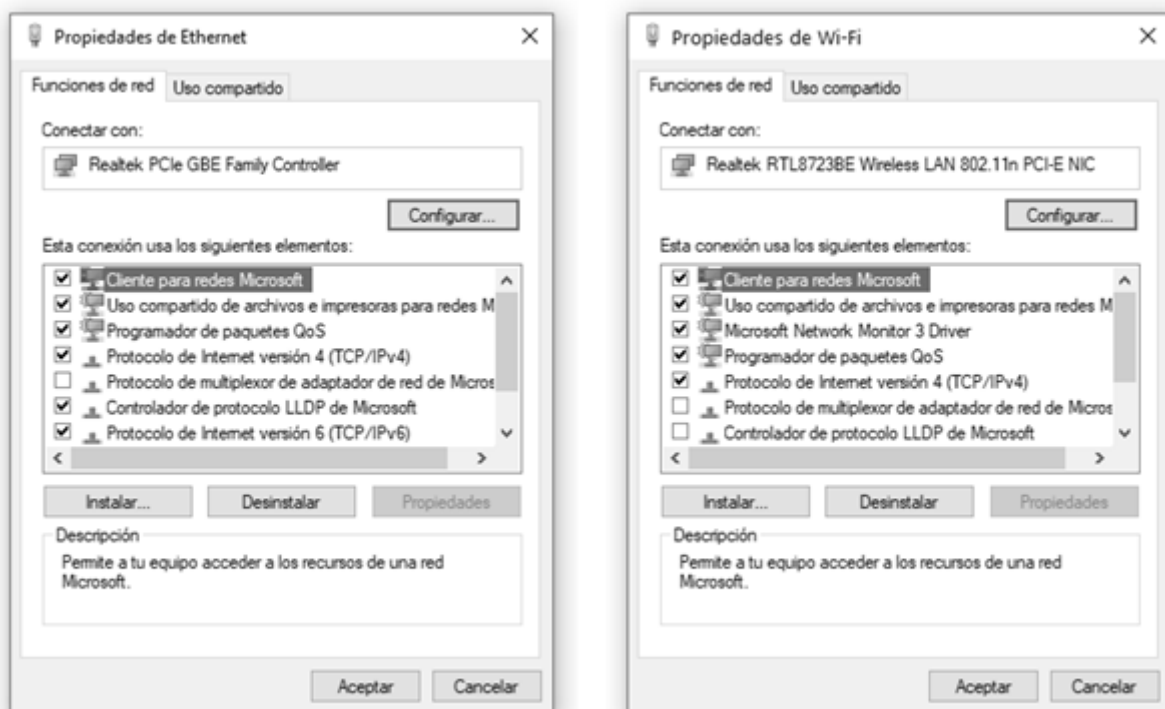 Propiedades de Ethernet
Funciones de red
Uso compartido
Conectar con:
Realtek PCIe GBE Family Controller
Configurar...
Esta conexión usa los siguientes elementos:
Cliente para redes Microsoft
Uso compartido de archivos e impresoras para redes M
Programador de paquetes QoS
Protocolo de Internet versión 4 (TCP/IPv4)
Protocolo de multiplexor de adaptador de red de Micros
Controlador de protocolo LLDP de Microsoft
Protocolo de Internet versión 6 (TCP/IPv6)
Instalar...
Desinstalar
Propiedades
Descripción
Permite a tu equipo acceder a los recursos de una red
Microsoft.
Aceptar
Cancelar
Propiedades de Wi-Fi
Funciones de red
Uso compartido
Conectar con:
Realtek RTL8723BE Wireless LAN 802.11n PCI-E NIC
Configurar...
Esta conexión usa los siguientes elementos:
Cliente para redes Microsoft
Uso compartido de archivos e impresoras para redes M
Microsoft Network Monitor 3 Driver
Programador de paquetes QoS
Protocolo de Internet versión 4 (TCP/IPv4)
Protocolo de multiplexor de adaptador de red de Micros
Controlador de protocolo LLDP de Microsoft
Instalar...
Desinstalar
Propiedades
Descripción
Permite a tu equipo acceder a los recursos de una red
Microsoft.
Aceptar
Cancelar